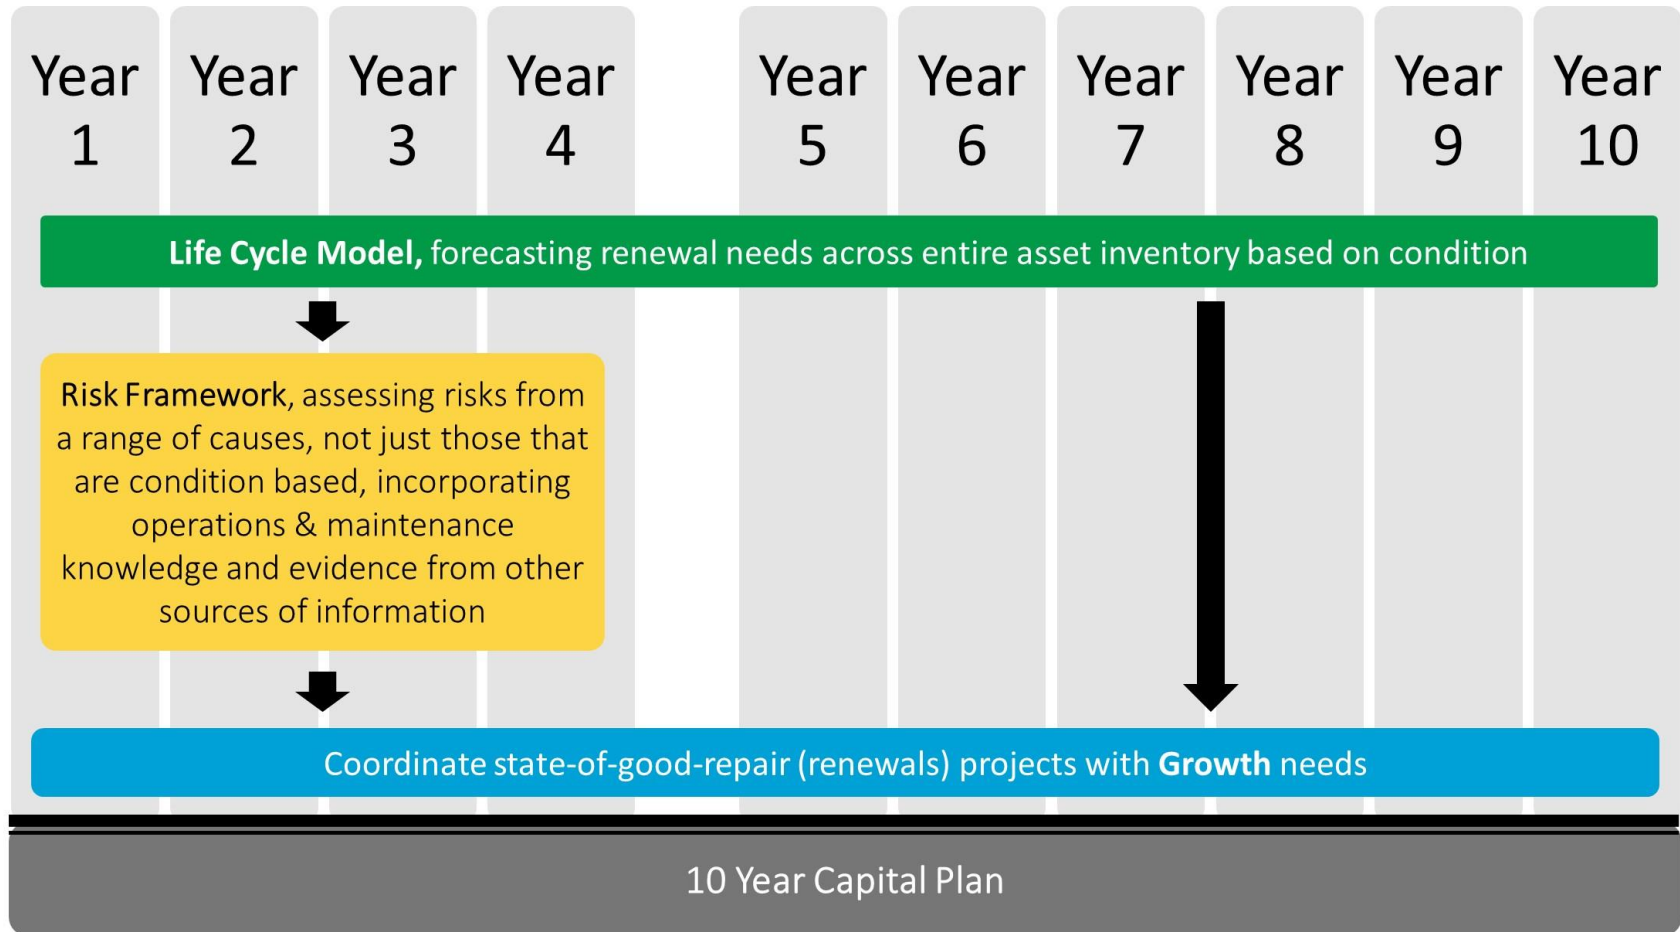 Year 1
Year 2
Year 3
Year 4
Year 5
Year 6
Year 7
Year 8
Year 9
Year 10
Life Cycle Model, forecasting renewal needs across entire asset inventory based on condition
Risk Framework, assessing risks from
a range of causes, not just those that
are condition based, incorporating
operations & maintenance
knowledge and evidence from other
sources of information
Coordinate state-of-good-repair (renewals) projects with Growth needs
10 Year Capital Plan